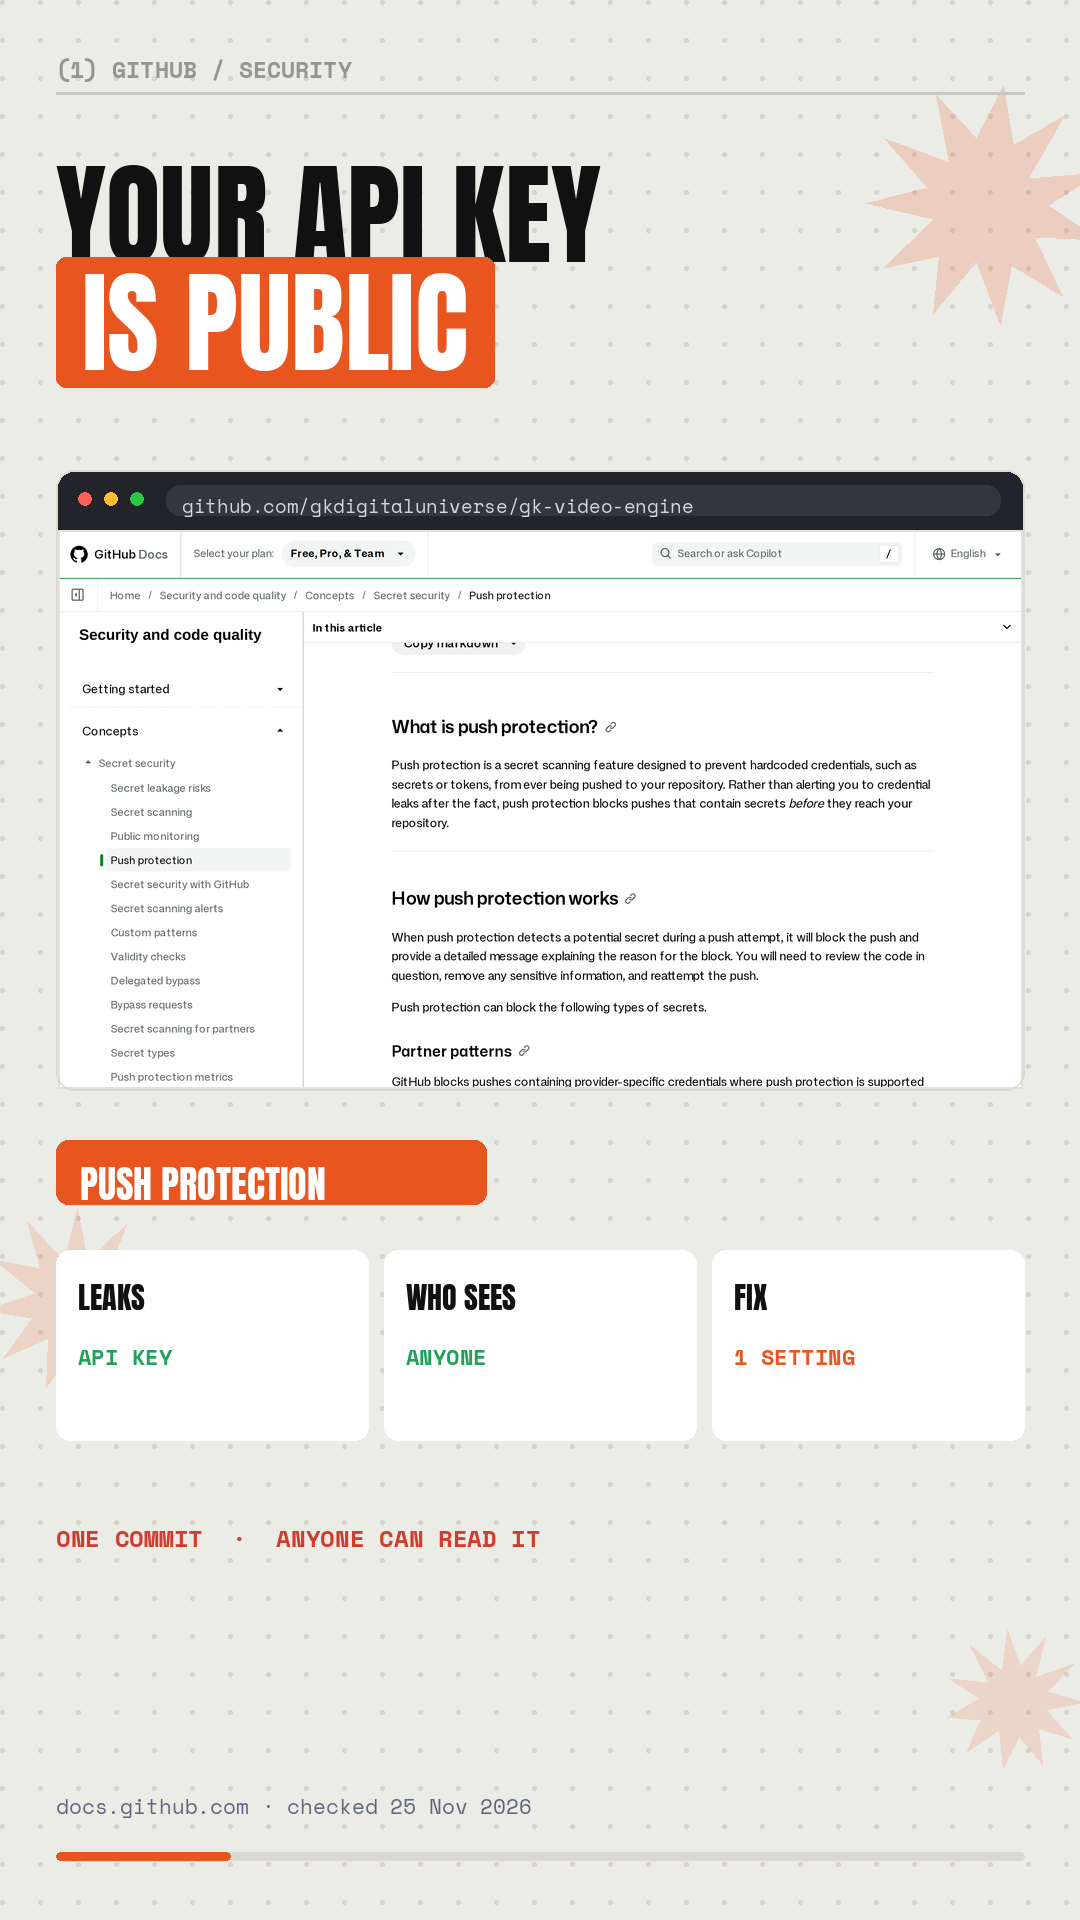 (1) GITHUB / SECURITY
YOUR API KEY
IS PUBLIC
github.com/gkdigitaluniverse/gk-video-engine
GitHub Docs
Select your plan: Free, Pro, & Team
Search or ask Copilot /
English
Home / Security and code quality / Concepts / Secret security / Push protection
Security and code quality
Getting started
Concepts
Secret security
Secret leakage risks
Secret scanning
Public monitoring
Push protection
Secret security with GitHub
Secret scanning alerts
Custom patterns
Validity checks
Delegated bypass
Bypass requests
Secret scanning for partners
Secret types
Push protection metrics
In this article
Copy markdown
What is push protection?
Push protection is a secret scanning feature designed to prevent hardcoded credentials, such as
secrets or tokens, from ever being pushed to your repository. Rather than alerting you to credential
leaks after the fact, push protection blocks pushes that contain secrets before they reach your
repository.
How push protection works
When push protection detects a potential secret during a push attempt, it will block the push and
provide a detailed message explaining the reason for the block. You will need to review the code in
question, remove any sensitive information, and reattempt the push.
Push protection can block the following types of secrets.
Partner patterns
GitHub blocks pushes containing provider-specific credentials where push protection is supported
PUSH PROTECTION
LEAKS
API KEY
WHO SEES
ANYONE
FIX
1 SETTING
ONE COMMIT · ANYONE CAN READ IT
docs.github.com · checked 25 Nov 2026